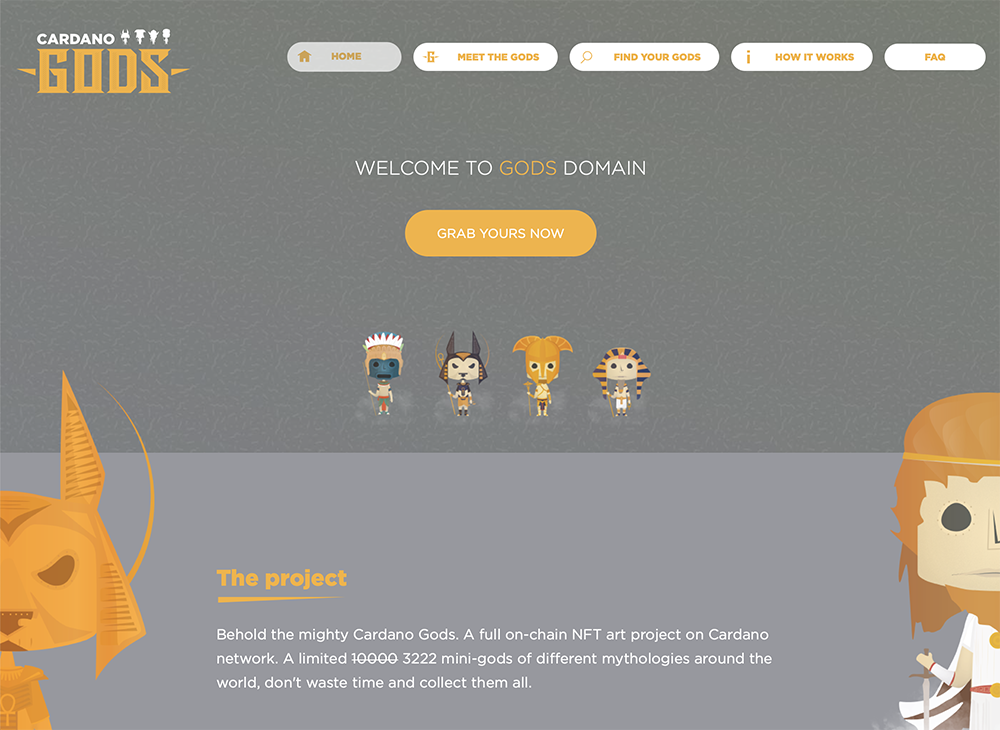 CARDANO
GODS
HOME
MEET THE GODS
FIND YOUR GODS
HOW IT WORKS
FAQ
WELCOME TO GODS DOMAIN
GRAB YOURS NOW
The project
Behold the mighty Cardano Gods. A full on-chain NFT art project on Cardano
network. A limited 10000 3222 mini-gods of different mythologies around the
world, don't waste time and collect them all.